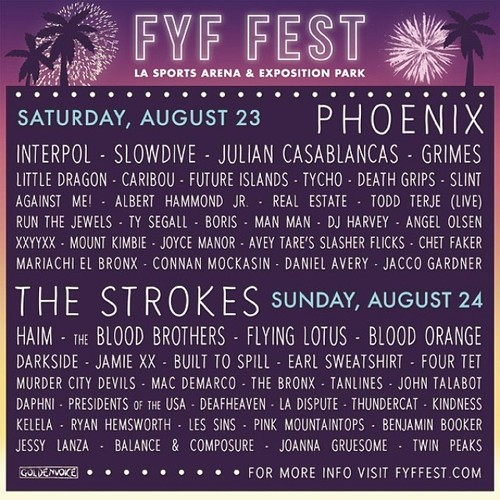 FYF FEST
LA SPORTS ARENA & EXPOSITION PARK
SATURDAY, AUGUST 23 PHOENIX
INTERPOL - SLOWDIVE - JULIAN CASABLANCAS - GRIMES
LITTLE DRAGON - CARIBOU - FUTURE ISLANDS - TYCHO - DEATH GRIPS - SLINT
AGAINST ME! - ALBERT HAMMOND JR. - REAL ESTATE - TODD TERJE (LIVE)
RUN THE JEWELS - TY SEGALL - BORIS - MAN MAN - DJ HARVEY - ANGEL OLSEN
XXYYXX - MOUNT KIMBIE - JOYCE MANOR - AVEY TARE'S SLASHER FLICKS - CHET FAKER
MARIACHI EL BRONX - CONNAN MOCKASIN - DANIEL AVERY - JACCO GARDNER
THE STROKES SUNDAY, AUGUST 24
HAIM - THE BLOOD BROTHERS - FLYING LOTUS - BLOOD ORANGE
DARKSIDE - JAMIE XX - BUILT TO SPILL - EARL SWEATSHIRT - FOUR TET
MURDER CITY DEVILS - MAC DEMARCO - THE BRONX - TANLINES - JOHN TALABOT
DAPHNI - PRESIDENTS OF THE USA - DEAFHEAVEN - LA DISPUTE - THUNDERCAT - KINDNESS
KELELA - RYAN HEMSWORTH - LES SINS - PINK MOUNTAINTOPS - BENJAMIN BOOKER
JESSY LANZA - BALANCE & COMPOSURE - JOANNA GRUESOME - TWIN PEAKS
GOLDENVOICE FOR MORE INFO VISIT FYFFEST.COM